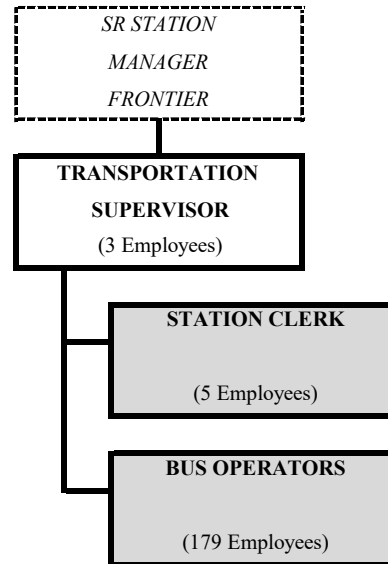 SR STATION
MANAGER
FRONTIER
TRANSPORTATION
SUPERVISOR
(3 Employees)
STATION CLERK
(5 Employees)
BUS OPERATORS
(179 Employees)